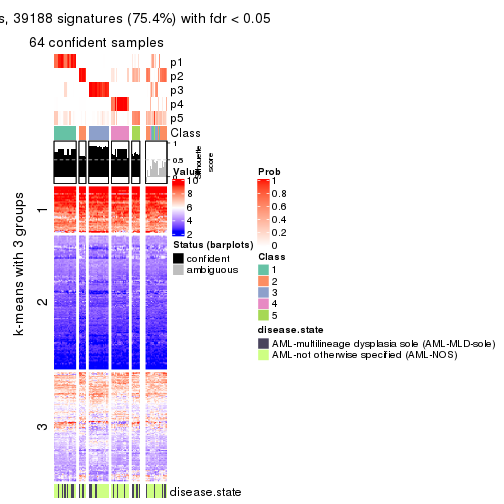 s, 39188 signatures (75.4%) with fdr < 0.05
64 confident samples
p1
p2
p3
p4
p5
Class
1
0.5
0
silhouette
score
k-means with 3 groups
1
2
3
disease.state
Value
10
8
6
4
2
Status (barplots)
confident
ambiguous
Prob
1
0.8
0.6
0.4
0.2
0
Class
1
2
3
4
5
disease.state
AML-multilineage dysplasia sole (AML-MLD-sole)
AML-not otherwise specified (AML-NOS)